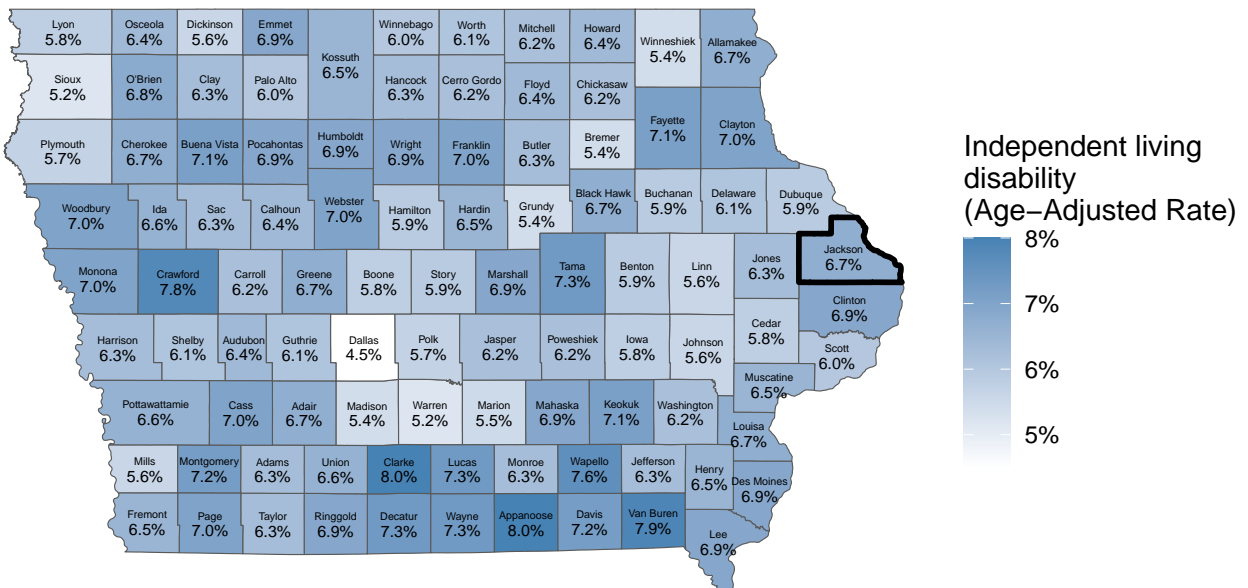 Lyon
5.8%
Osceola
6.4%
Dickinson
5.6%
Emmet
6.9%
Kossuth
6.5%
Winnebago
6.0%
Worth
6.1%
Mitchell
6.2%
Howard
6.4%
Winneshiek
5.4%
Allamakee
6.7%
Sioux
5.2%
O'Brien
6.8%
Clay
6.3%
Palo Alto
6.0%
Hancock
6.3%
Cerro Gordo
6.2%
Floyd
6.4%
Chickasaw
6.2%
Fayette
7.1%
Clayton
7.0%
Plymouth
5.7%
Cherokee
6.7%
Buena Vista
7.1%
Pocahontas
6.9%
Humboldt
6.9%
Wright
6.9%
Franklin
7.0%
Butler
6.3%
Bremer
5.4%
Woodbury
7.0%
Ida
6.6%
Sac
6.3%
Calhoun
6.4%
Webster
7.0%
Hamilton
5.9%
Hardin
6.5%
Grundy
5.4%
Black Hawk
6.7%
Buchanan
5.9%
Delaware
6.1%
Dubuque
5.9%
Monona
7.0%
Crawford
7.8%
Carroll
6.2%
Greene
6.7%
Boone
5.8%
Story
5.9%
Marshall
6.9%
Tama
7.3%
Benton
5.9%
Linn
5.6%
Jones
6.3%
Jackson
6.7%
Clinton
6.9%
Harrison
6.3%
Shelby
6.1%
Audubon
6.4%
Guthrie
6.1%
Dallas
4.5%
Polk
5.7%
Jasper
6.2%
Poweshiek
6.2%
Iowa
5.8%
Johnson
5.6%
Cedar
5.8%
Scott
6.0%
Muscatine
6.5%
Pottawattamie
6.6%
Cass
7.0%
Adair
6.7%
Madison
5.4%
Warren
5.2%
Marion
5.5%
Mahaska
6.9%
Keokuk
7.1%
Washington
6.2%
Louisa
6.7%
Mills
5.6%
Montgomery
7.2%
Adams
6.3%
Union
6.6%
Clarke
8.0%
Lucas
7.3%
Monroe
6.3%
Wapello
7.6%
Jefferson
6.3%
Henry
6.5%
Des Moines
6.9%
Fremont
6.5%
Page
7.0%
Taylor
6.3%
Ringgold
6.9%
Decatur
7.3%
Wayne
7.3%
Appanoose
8.0%
Davis
7.2%
Van Buren
7.9%
Lee
6.9%
Independent living
disability
(Age−Adjusted Rate)
8%
7%
6%
5%